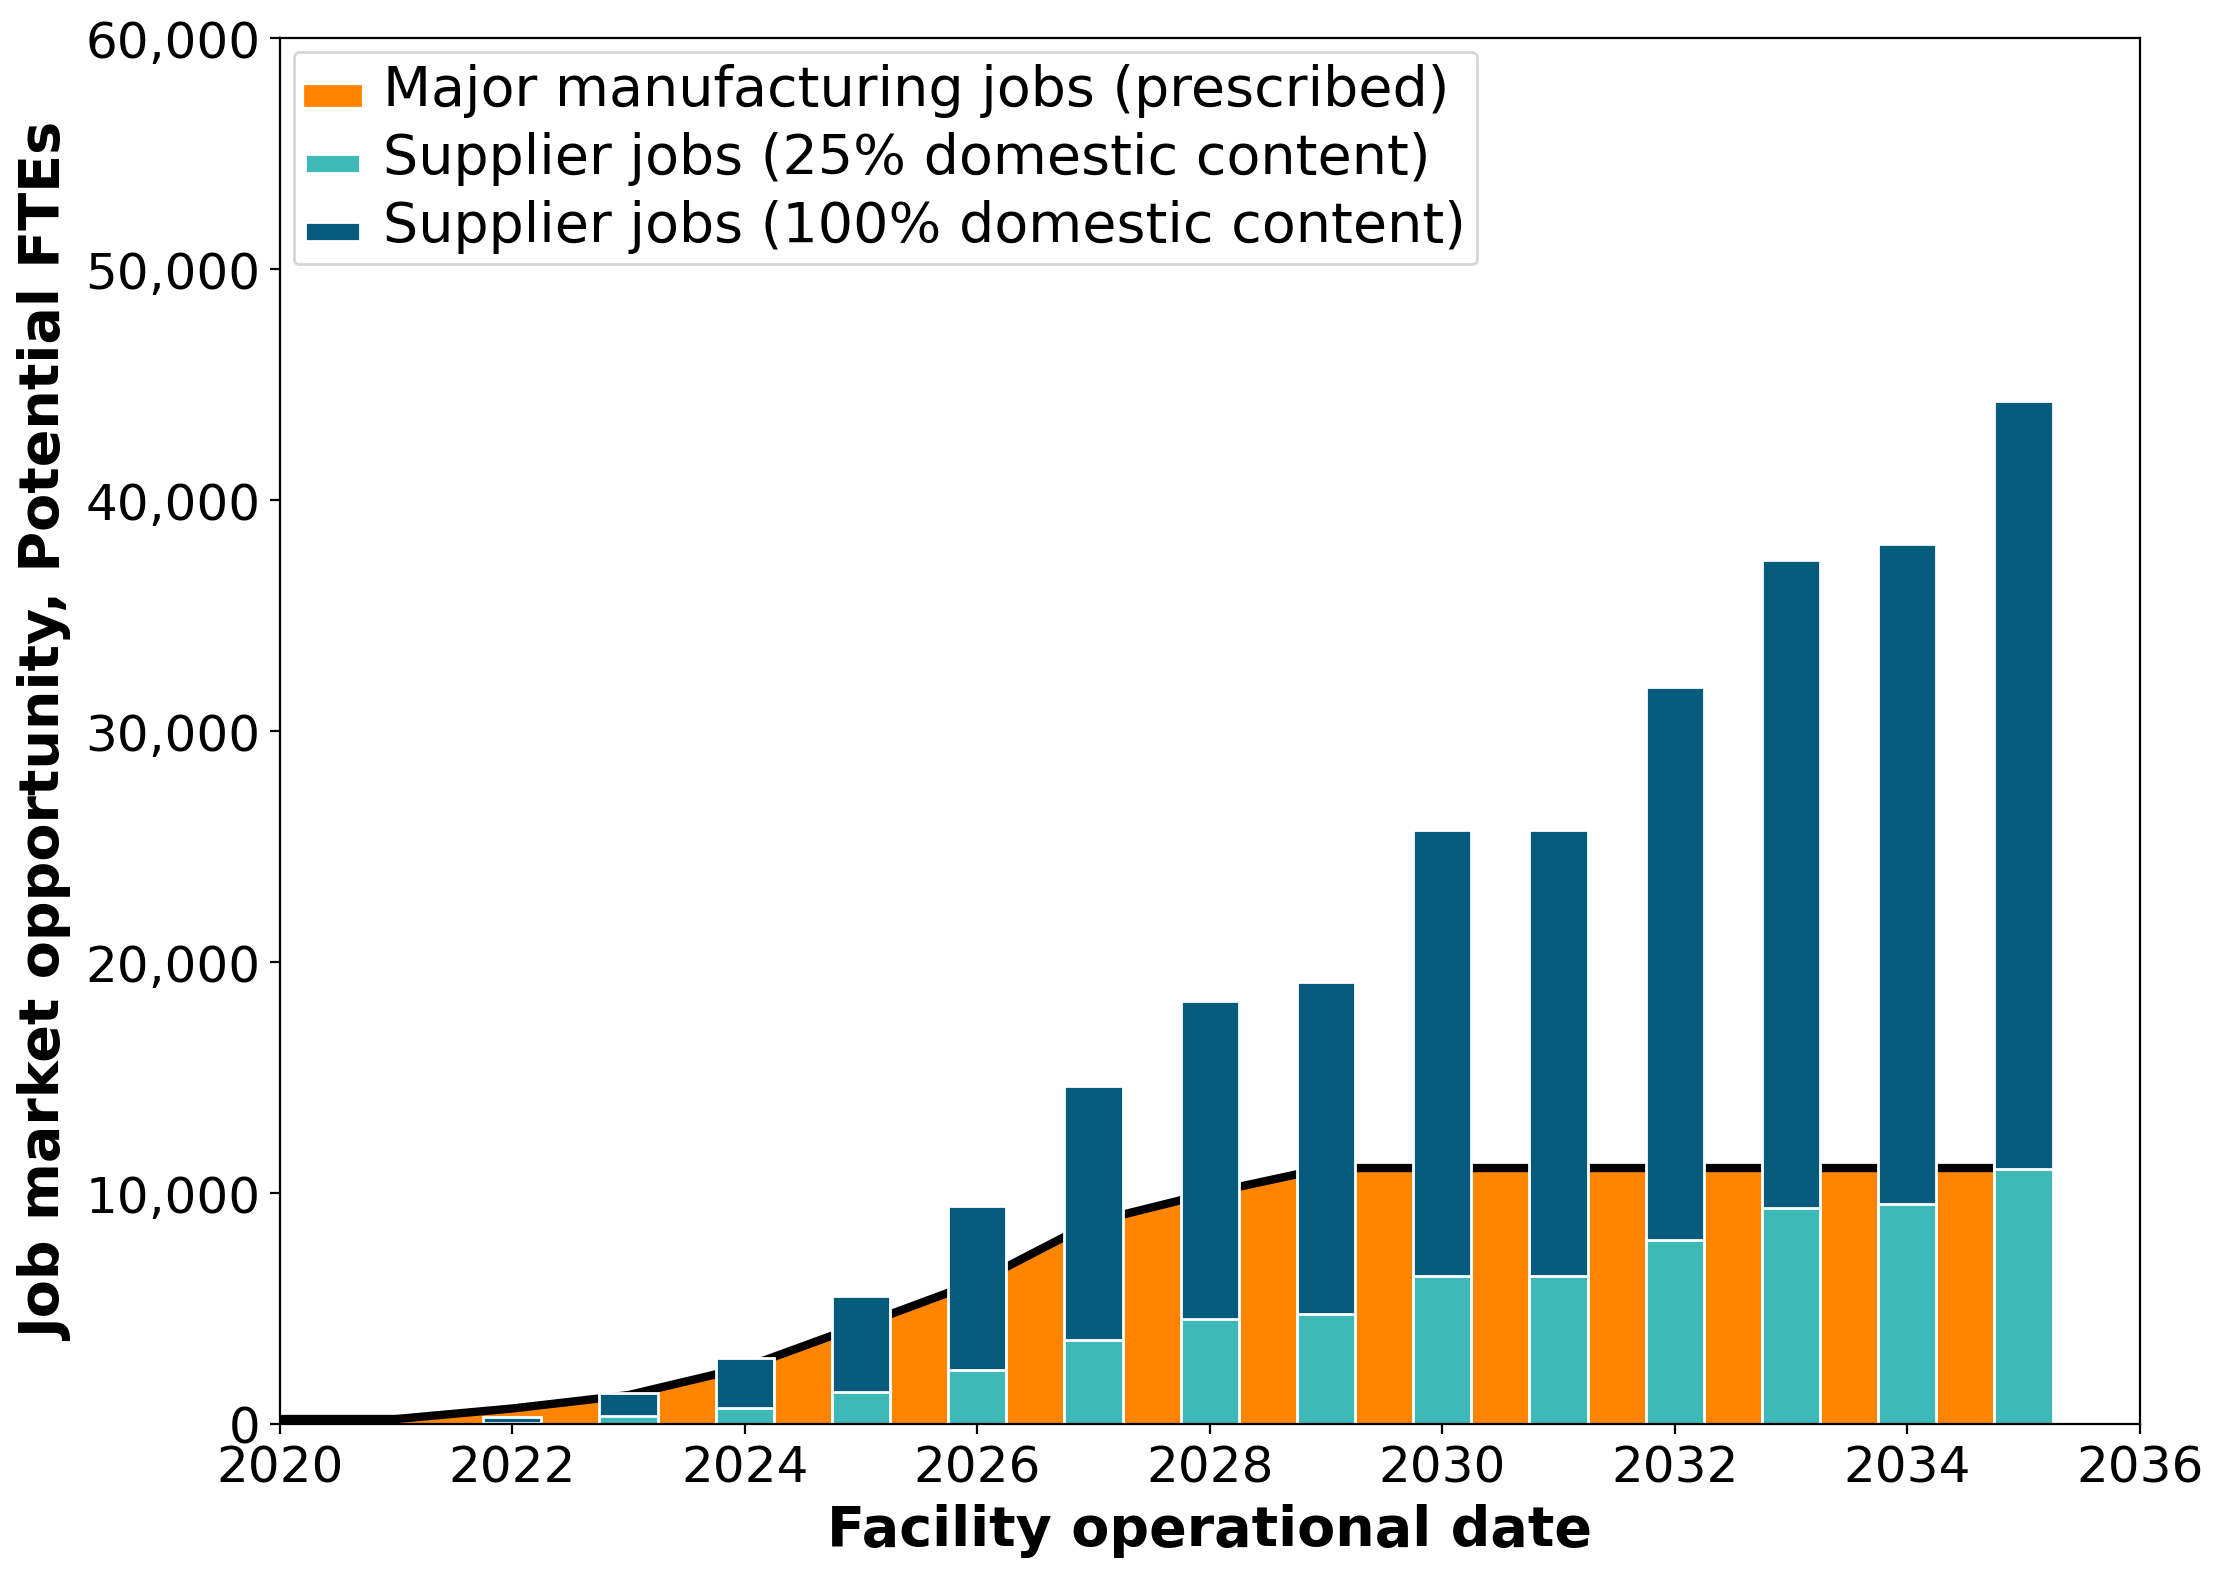 60,000
50,000
40,000
30,000
20,000
10,000
0
Job market opportunity, Potential FTEs
Major manufacturing jobs (prescribed)
Supplier jobs (25% domestic content)
Supplier jobs (100% domestic content)
2020 2022 2024 2026 2028 2030 2032 2034 2036
Facility operational date